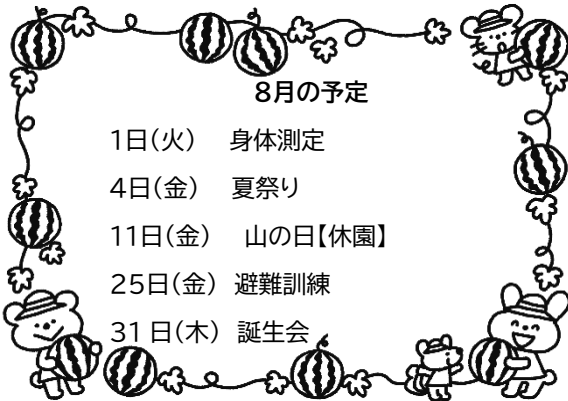 8月の予定
1日(火)　身体測定
4日(金)　夏祭り
11日(金)　山の日【休園】
25日(金) 避難訓練
31日(木) 誕生会